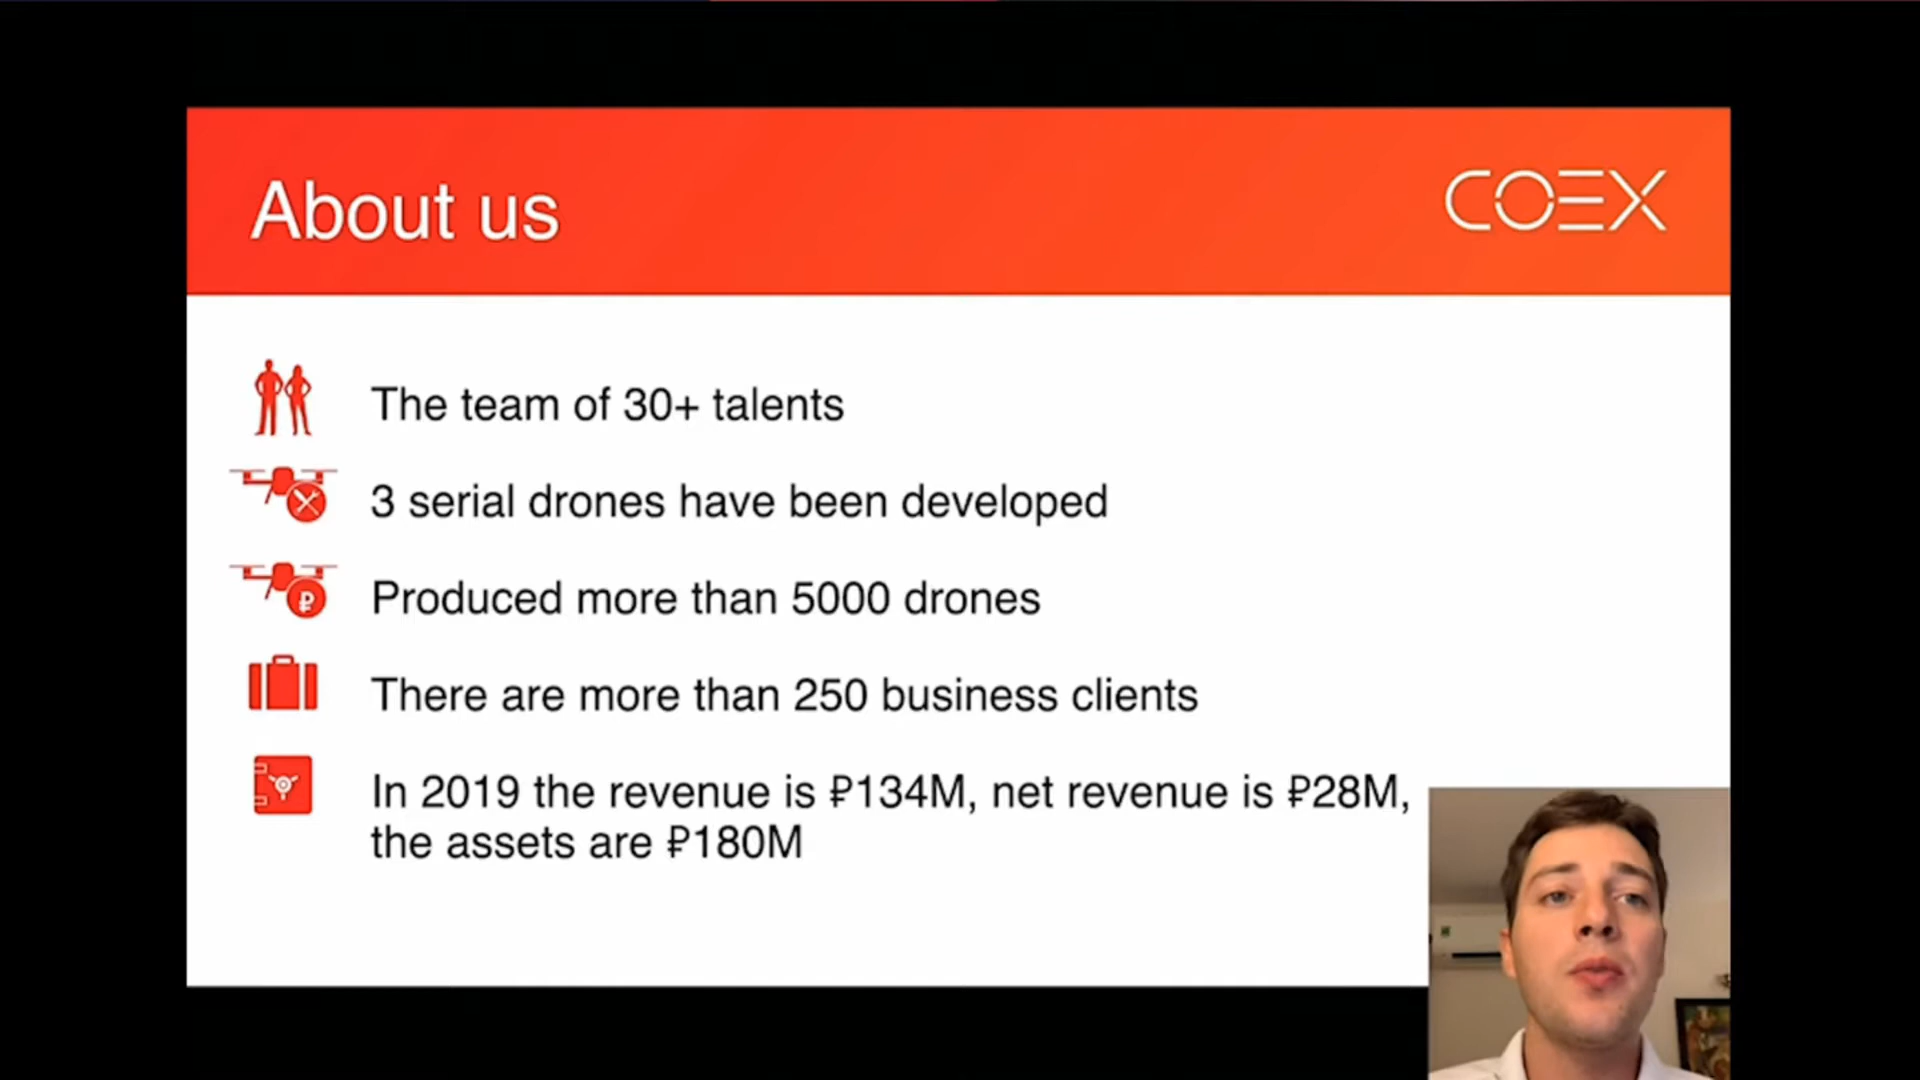 About us
COEX
The team of 30+ talents
3 serial drones have been developed
₽
Produced more than 5000 drones
There are more than 250 business clients
In 2019 the revenue is ₽134M, net revenue is ₽28M,
the assets are ₽180M